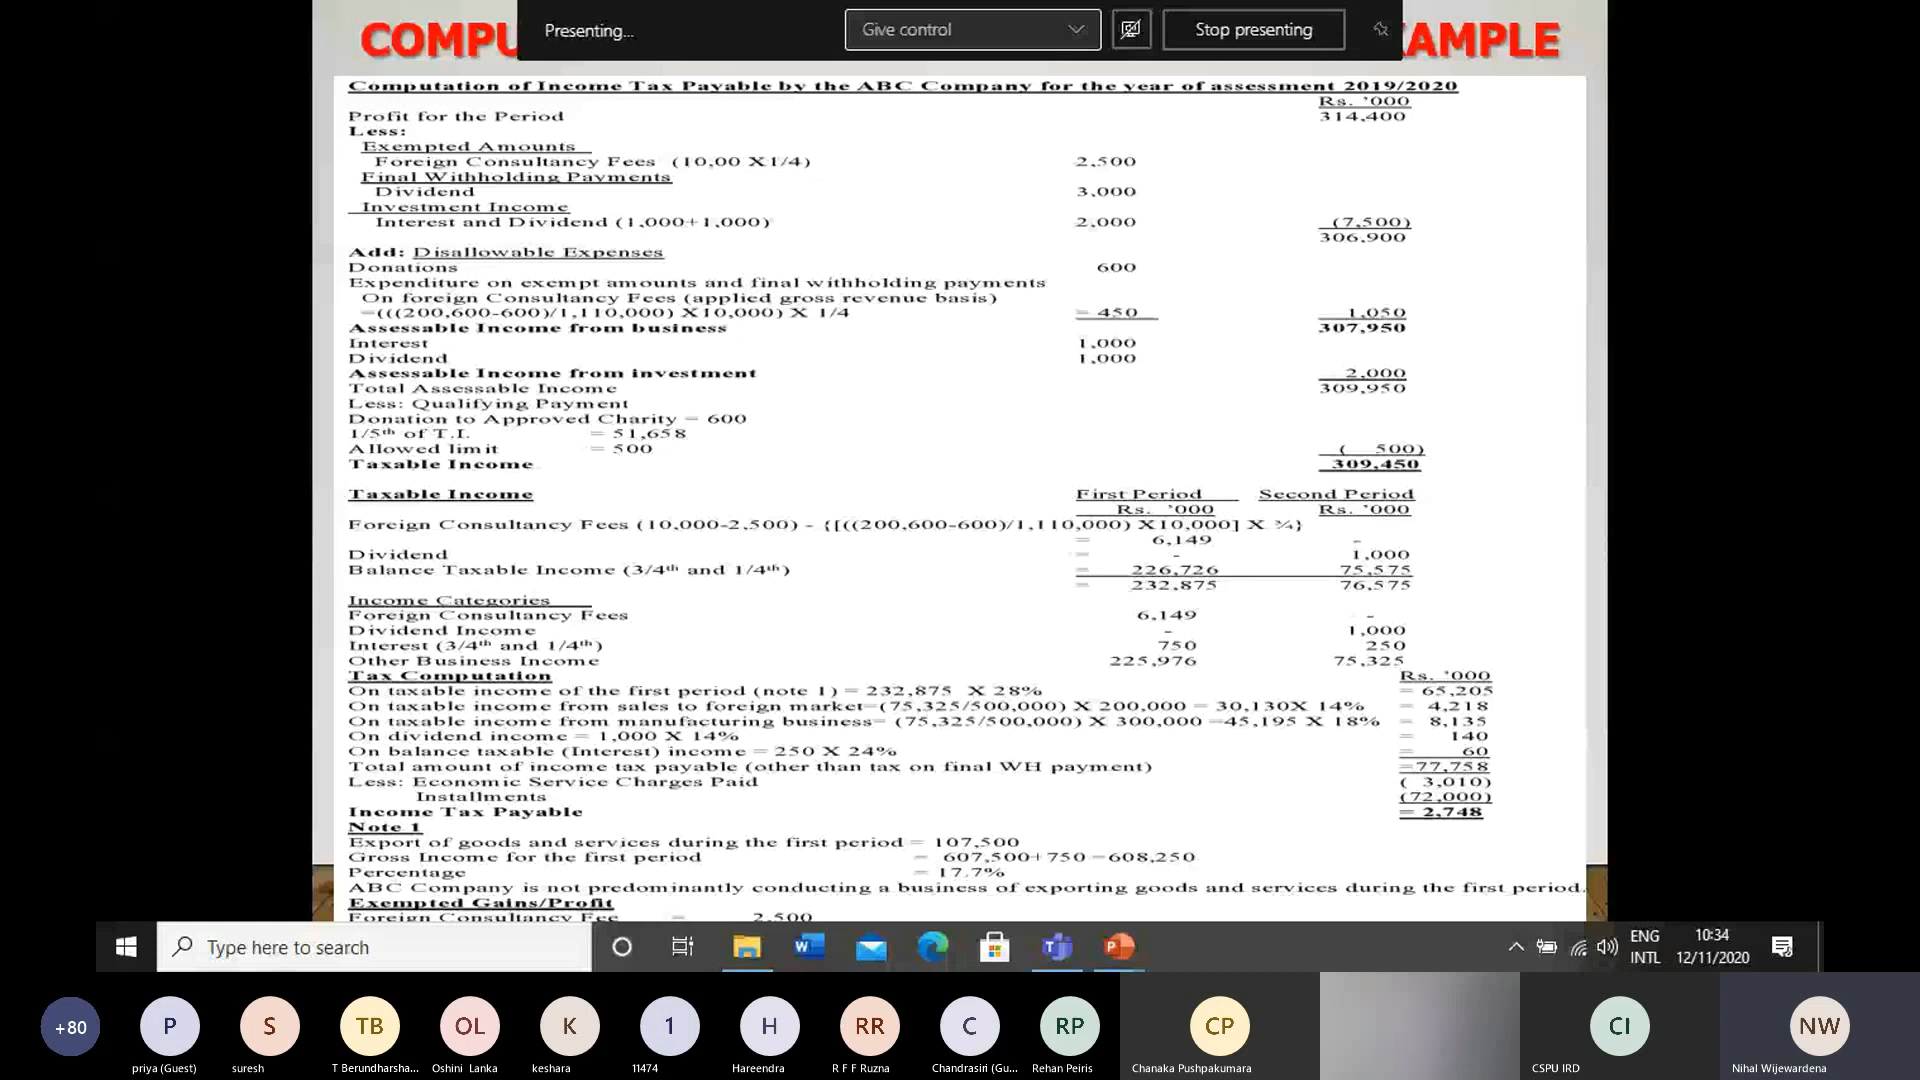 COMPU
Presenting...
Give control
Stop presenting
AMPLE
Computation of Income Tax Payable by the ABC Company for the year of assessment 2019/2020
Rs. '000
Profit for the Period 314,400
Less:
Exempted Amounts
Foreign Consultancy Fees (10,00 X1/4) 2,500
Final Withholding Payments
Dividend 3,000
Investment Income
Interest and Dividend (1,000+1,000) 2,000 (7,500)
306,900
Add: Disallowable Expenses
Donations 600
Expenditure on exempt amounts and final withholding payments
On foreign Consultancy Fees (applied gross revenue basis)
=(((200,600-600)/1,110,000) X10,000) X 1/4 = 450 1,050
Assessable Income from business 307,950
Interest 1,000
Dividend 1,000
Assessable Income from investment 2,000
Total Assessable Income 309,950
Less: Qualifying Payment
Donation to Approved Charity = 600
1/5th of T.I. = 51,658
Allowed limit = 500 ( 500)
Taxable Income 309,450
Taxable Income First Period Second Period
Rs. '000 Rs. '000
Foreign Consultancy Fees (10,000-2,500) - {[((200,600-600)/1,110,000) X10,000] X ¾}
= 6,149 -
Dividend = - 1,000
Balance Taxable Income (3/4th and 1/4th) = 226,726 75,575
= 232,875 76,575
Income Categories
Foreign Consultancy Fees 6,149 -
Dividend Income - 1,000
Interest (3/4th and 1/4th) 750 250
Other Business Income 225,976 75,325
Tax Computation Rs. '000
On taxable income of the first period (note 1) = 232,875 X 28% = 65,205
On taxable income from sales to foreign market=(75,325/500,000) X 200,000 = 30,130X 14% = 4,218
On taxable income from manufacturing business= (75,325/500,000) X 300,000 =45,195 X 18% = 8,135
On dividend income = 1,000 X 14% = 140
On balance taxable (Interest) income = 250 X 24% = 60
Total amount of income tax payable (other than tax on final WH payment) =77,758
Less: Economic Service Charges Paid ( 3,010)
Installments (72,000)
Income Tax Payable = 2,748
Note 1
Export of goods and services during the first period = 107,500
Gross Income for the first period = 607,500+750 =608,250
Percentage = 17.7%
ABC Company is not predominantly conducting a business of exporting goods and services during the first period.
Exempted Gains/Profit
Foreign Consultancy Fee = 2,500
Type here to search
ENG
INTL
10:34
12/11/2020
+80
P
S
TB
OL
K
1
H
RR
C
RP
CP
CI
NW
priya (Guest)
suresh
T Berundharsha...
Oshini Lanka
keshara
11474
Hareendra
R F F Ruzna
Chandrasiri (Gu...
Rehan Peiris
Chanaka Pushpakumara
CSPU IRD
Nihal Wijewardena